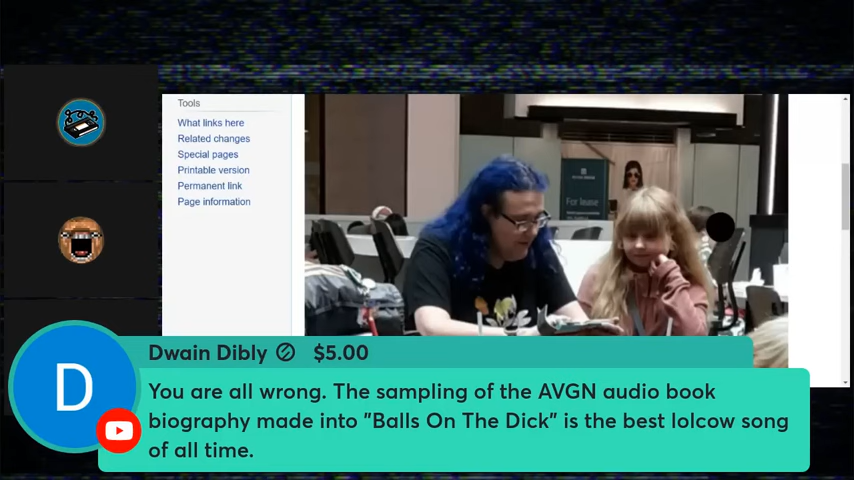 Tools
What links here
Related changes
Special pages
Printable version
Permanent link
Page information
For lease
D
Dwain Dibly $5.00
You are all wrong. The sampling of the AVGN audio book
biography made into "Balls On The Dick" is the best lolcow song
of all time.